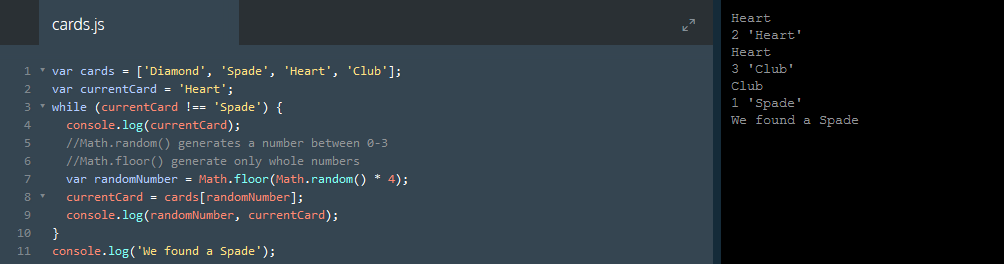 cards.js
1 var cards = ['Diamond', 'Spade', 'Heart', 'Club'];
2 var currentCard = 'Heart';
3 while (currentCard !== 'Spade') {
4   console.log(currentCard);
5   //Math.random() generates a number between 0-3
6   //Math.floor() generate only whole numbers
7   var randomNumber = Math.floor(Math.random() * 4);
8   currentCard = cards[randomNumber];
9   console.log(randomNumber, currentCard);
10 }
11 console.log('We found a Spade');
Heart
2 'Heart'
Heart
3 'Club'
Club
1 'Spade'
We found a Spade